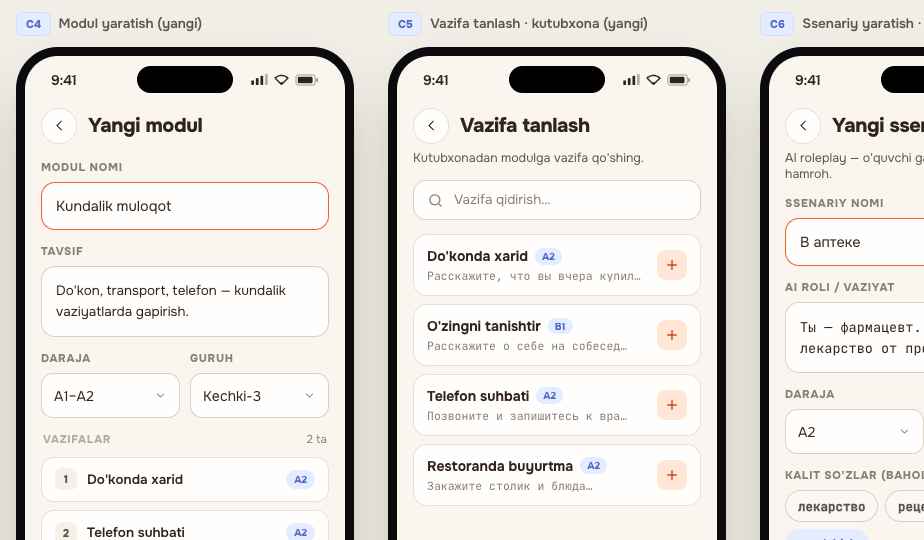 C4 Modul yaratish (yangi)
9:41
Yangi modul
MODUL NOMI
Kundalik muloqot
TAVSIF
Do'kon, transport, telefon — kundalik
vaziyatlarda gapirish.
DARAJA GURUH
A1–A2 Kechki-3
VAZIFALAR 2 ta
1 Do'konda xarid A2
2 Telefon suhbati A2
C5 Vazifa tanlash · kutubxona (yangi)
9:41
Vazifa tanlash
Kutubxonadan modulga vazifa qo'shing.
Vazifa qidirish…
Do'konda xarid A2
Расскажите, что вы вчера купил…
O'zingni tanishtir B1
Расскажите о себе на собесед…
Telefon suhbati A2
Позвоните и запишитесь к вра…
Restoranda buyurtma A2
Закажите столик и блюда…
C6 Ssenariy yaratish ·
9:41
Yangi
AI roleplay — o'quvchi
hamroh.
SSENARIY NOMI
В аптеке
AI ROLI / VAZIYAT
Ты — фармацевт.
лекарство от
DARAJA
A2
KALIT SO'ZLAR
лекарство